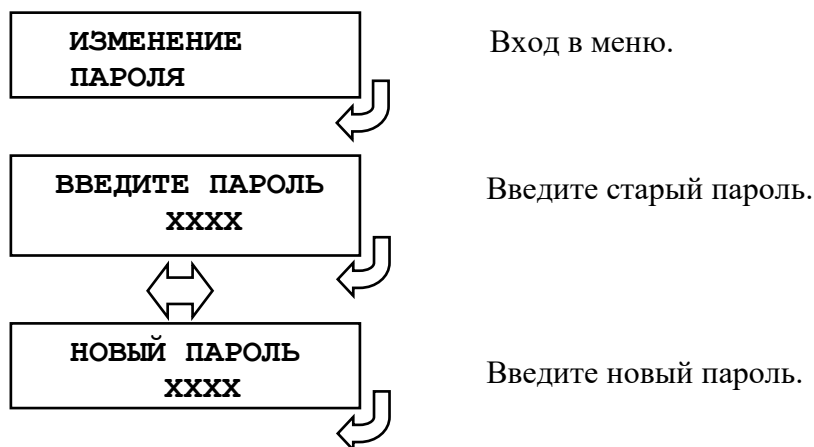 ИЗМЕНЕНИЕ
ПАРОЛЯ
Вход в меню.
ВВЕДИТЕ ПАРОЛЬ
XXXX
Введите старый пароль.
НОВЫЙ ПАРОЛЬ
XXXX
Введите новый пароль.